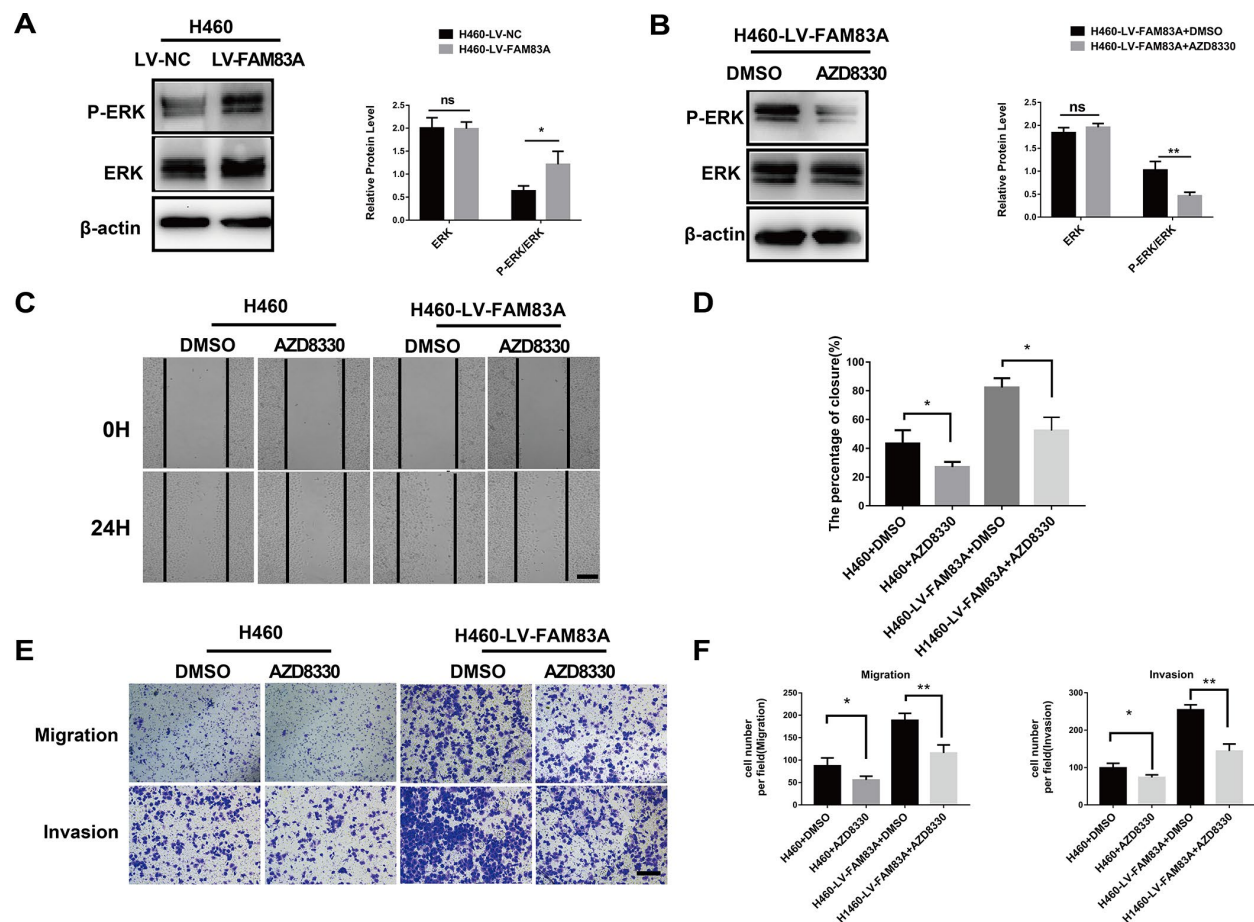 A
H460
LV-NC LV-FAM83A
P-ERK
ERK
β-actin
H460-LV-NC
H460-LV-FAM83A
Relative Protein Level
2.5
2.0
1.5
1.0
0.5
0.0
ns
*
ERK
P-ERK/ERK
B
H460-LV-FAM83A
DMSO AZD8330
P-ERK
ERK
β-actin
H460-LV-FAM83A+DMSO
H460-LV-FAM83A+AZD8330
Relative Protein Level
2.5
2.0
1.5
1.0
0.5
0.0
ns
**
ERK
P-ERK/ERK
C
H460 H460-LV-FAM83A
DMSO AZD8330 DMSO AZD8330
0H
24H
D
The percentage of closure(%)
100
80
60
40
20
0
*
*
H460+DMSO
H460+AZD8330
H460-LV-FAM83A+DMSO
H1460-LV-FAM83A+AZD8330
E
H460 H460-LV-FAM83A
DMSO AZD8330 DMSO AZD8330
Migration
Invasion
F
Migration
cell number
per field(Migration)
250
200
150
100
50
0
*
**
H460+DMSO
H460+AZD8330
H460-LV-FA83A+DMSO
H1460-LV-FAM83A+AZD8330
Invasion
cell number
per field(Invasion)
300
200
100
0
*
**
H460+DMSO
H460+AZD8330
H460-LV-FYM83A+DMSO
H1460-LV-FAM83A+AZD8330